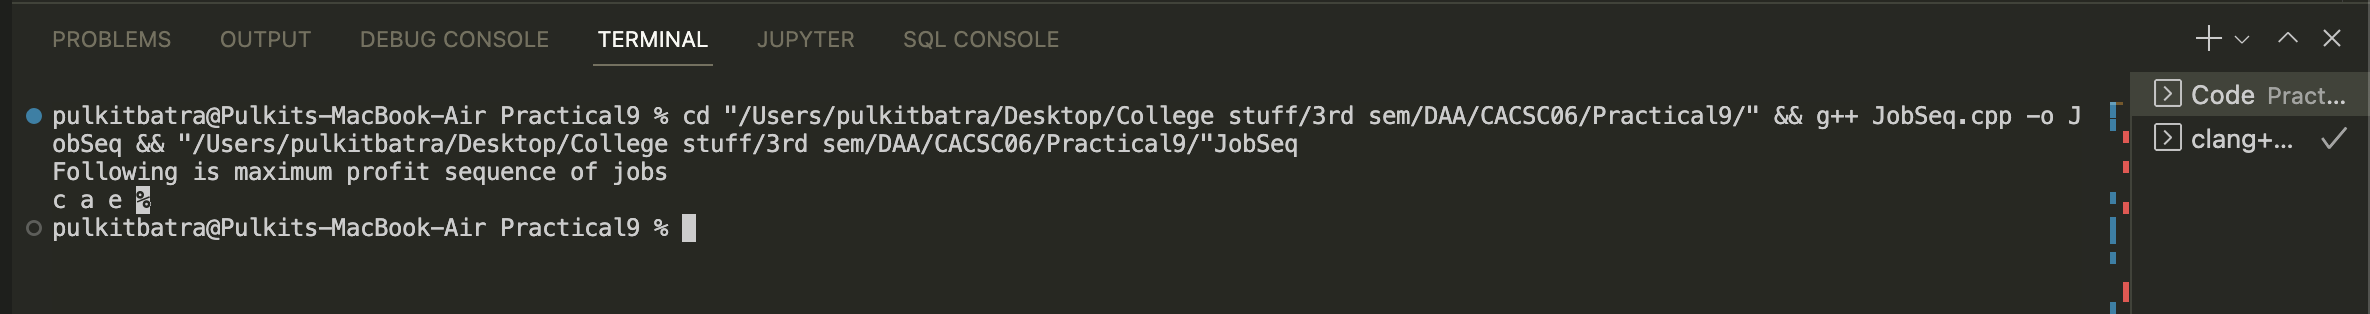 PROBLEMS OUTPUT DEBUG CONSOLE TERMINAL JUPYTER SQL CONSOLE
pulkitbatra@Pulkits-MacBook-Air Practical9 % cd "/Users/pulkitbatra/Desktop/College stuff/3rd sem/DAA/CACSC06/Practical9/" && g++ JobSeq.cpp -o J
obSeq && "/Users/pulkitbatra/Desktop/College stuff/3rd sem/DAA/CACSC06/Practical9/"JobSeq
Following is maximum profit sequence of jobs
c a e %
pulkitbatra@Pulkits-MacBook-Air Practical9 %
Code Pract...
clang+...